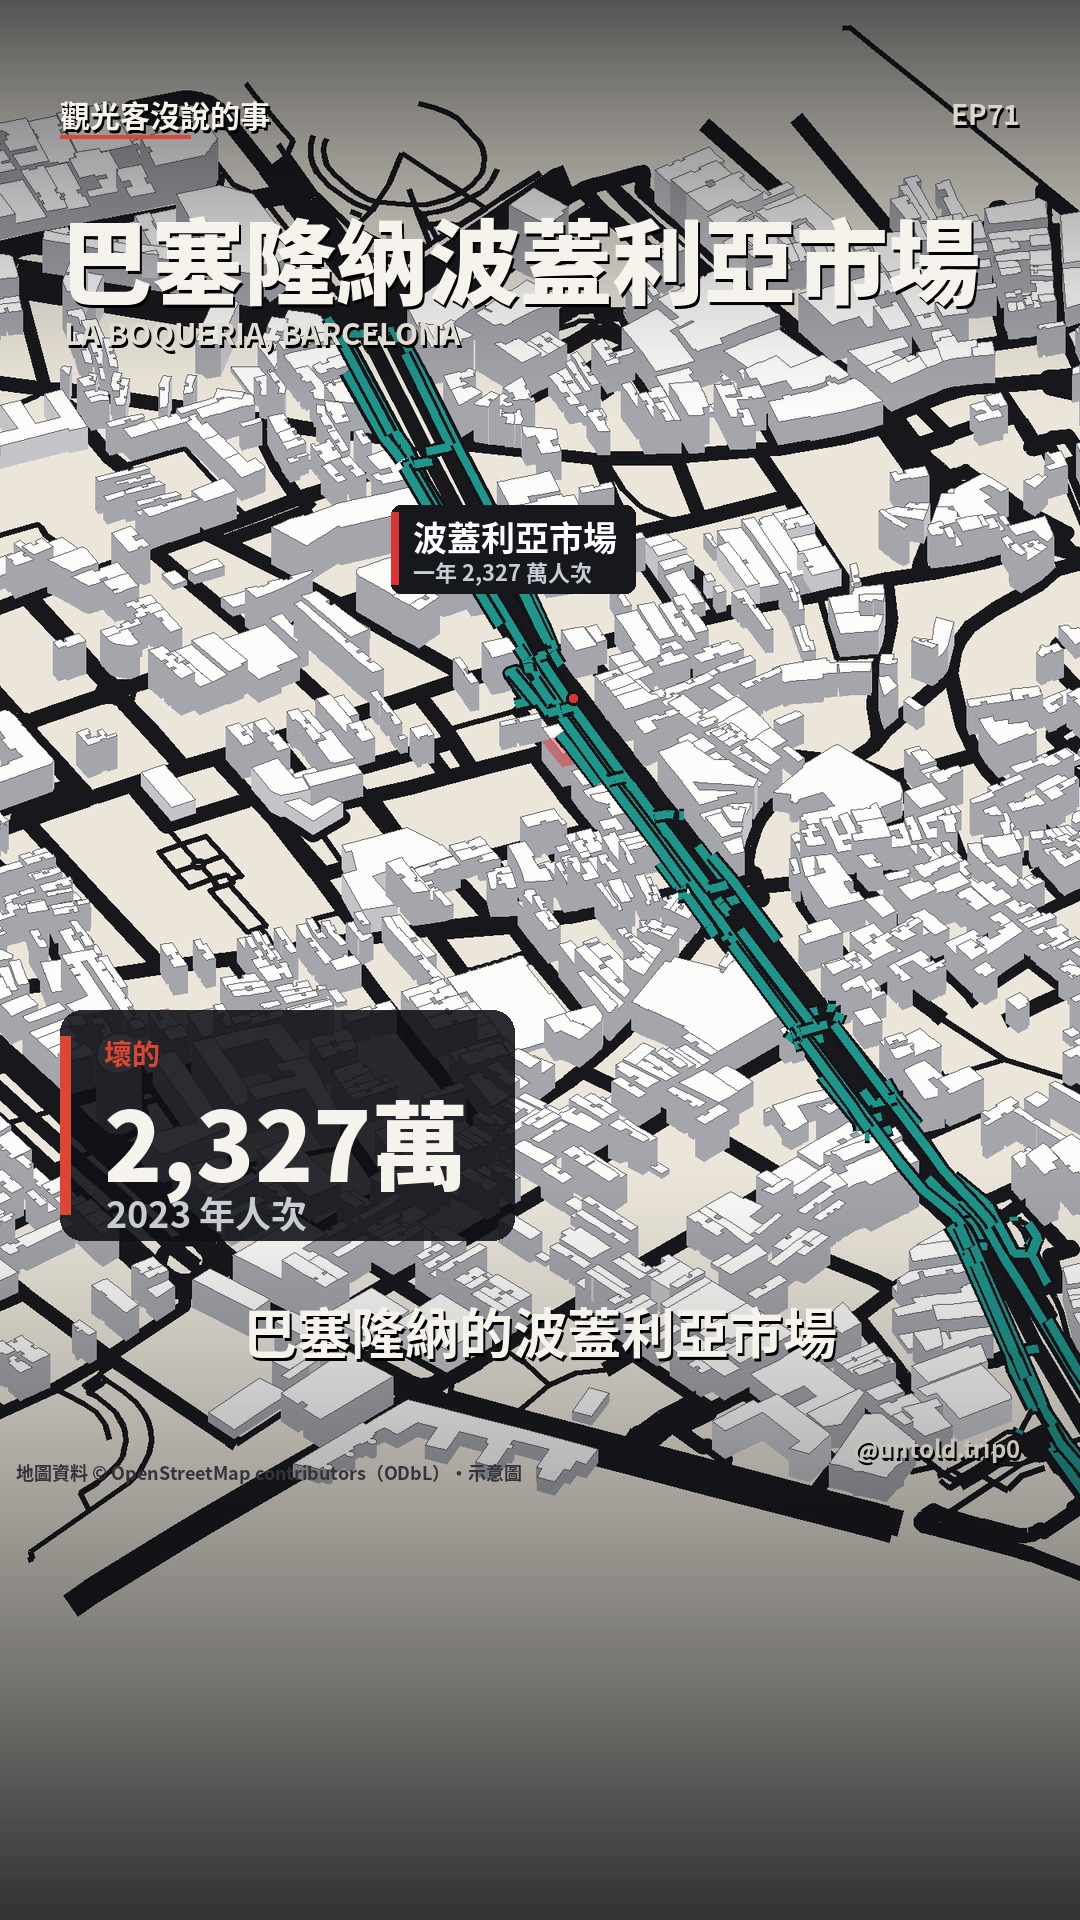 觀光客沒說的事
EP71
巴塞隆納波蓋利亞市場
LA BOQUERIA, BARCELONA
波蓋利亞市場
一年 2,327 萬人次
壞的
2,327萬
2023 年人次
巴塞隆納的波蓋利亞市場
@untold.trip0
地圖資料 © OpenStreetMap contributors（ODbL）・示意圖